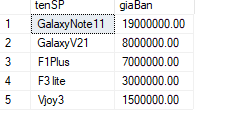 tenSP giaBan
1 GalaxyNote11 19000000.00
2 GalaxyV21 8000000.00
3 F1Plus 7000000.00
4 F3 lite 3000000.00
5 Vjoy3 1500000.00